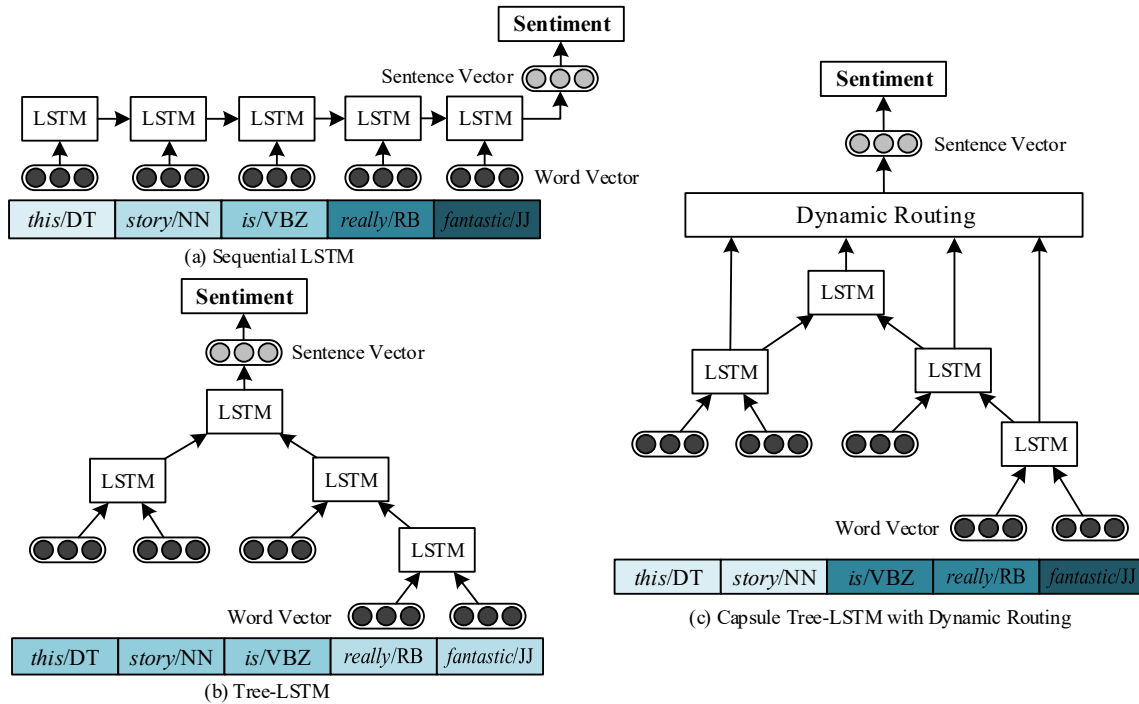 Sentiment
Sentence Vector
LSTM LSTM LSTM LSTM LSTM
Word Vector
this/DT story/NN is/VBZ really/RB fantastic/JJ
(a) Sequential LSTM
Sentiment
Sentence Vector
LSTM
LSTM LSTM
LSTM
Word Vector
this/DT story/NN is/VBZ really/RB fantastic/JJ
(b) Tree-LSTM
Sentiment
Sentence Vector
Dynamic Routing
LSTM
LSTM LSTM
LSTM
Word Vector
this/DT story/NN is/VBZ really/RB fantastic/JJ
(c) Capsule Tree-LSTM with Dynamic Routing